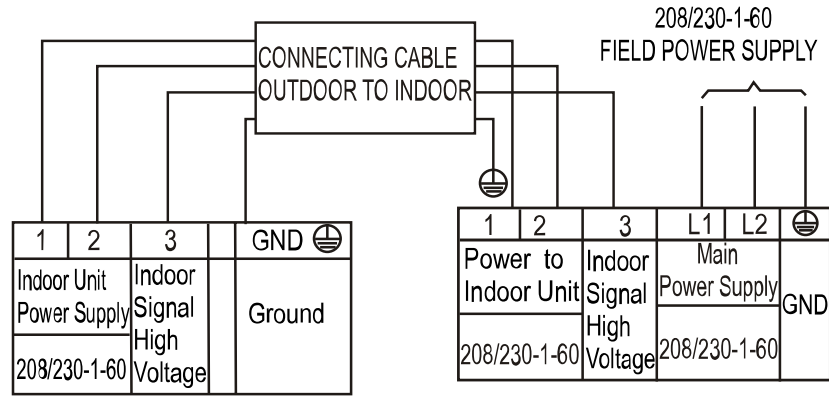 208/230-1-60
FIELD POWER SUPPLY
CONNECTING CABLE
OUTDOOR TO INDOOR
1 2 3 GND
Indoor Unit
Power Supply
208/230-1-60
Indoor
Signal
High
Voltage
Ground
1 2 3 L1 L2
Power to
Indoor Unit
208/230-1-60
Indoor
Signal
High
Voltage
Main
Power Supply
208/230-1-60
GND